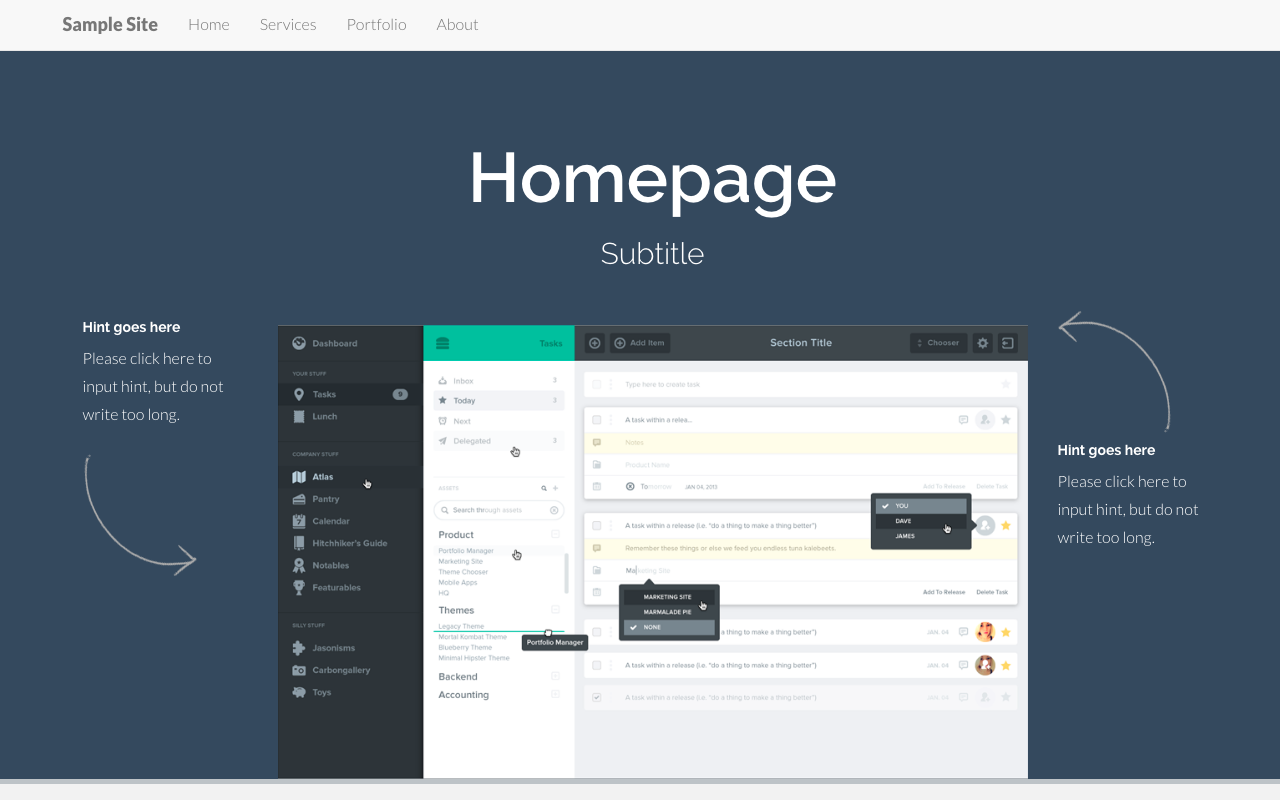 Sample Site Home Services Portfolio About
Homepage
Subtitle
Hint goes here
Please click here to
input hint, but do not
write too long.
Dashboard
YOUR STUFF
Tasks 9
Lunch
COMPANY STUFF
Atlas
Pantry
Calendar
Hitchhiker's Guide
Notables
Featurables
SILLY STUFF
Jasonisms
Carbongallery
Toys
Tasks
Inbox 3
Today 3
Next
Delegated 3
ASSETS
Search through assets
Product
Portfolio Manager
Marketing Site
Theme Chooser
Mobile Apps
HQ
Themes
Legacy Theme
Mortal Kombat Theme
Portfolio Manager
Blueberry Theme
Minimal Hipster Theme
Backend
Accounting
Add Item Section Title Chooser
Type here to create task
A task within a relea...
Notes
Product Name
Tomorrow JAN 04, 2013 Add To Release Delete Task
YOU
DAVE
JAMES
A task within a release (i.e. "do a thing to make a thing better")
Remember these things or else we feed you endless tuna kalebeets.
Marketing Site
Add To Release Delete Task
MARKETING SITE
MARMALADE PIE
NONE
a thing to make a thing better") JAN. 04
A task within a release (i.e. "do a thing to make a thing better") JAN. 04
A task within a release (i.e. "do a thing to make a thing better") JAN. 04
Hint goes here
Please click here to
input hint, but do not
write too long.